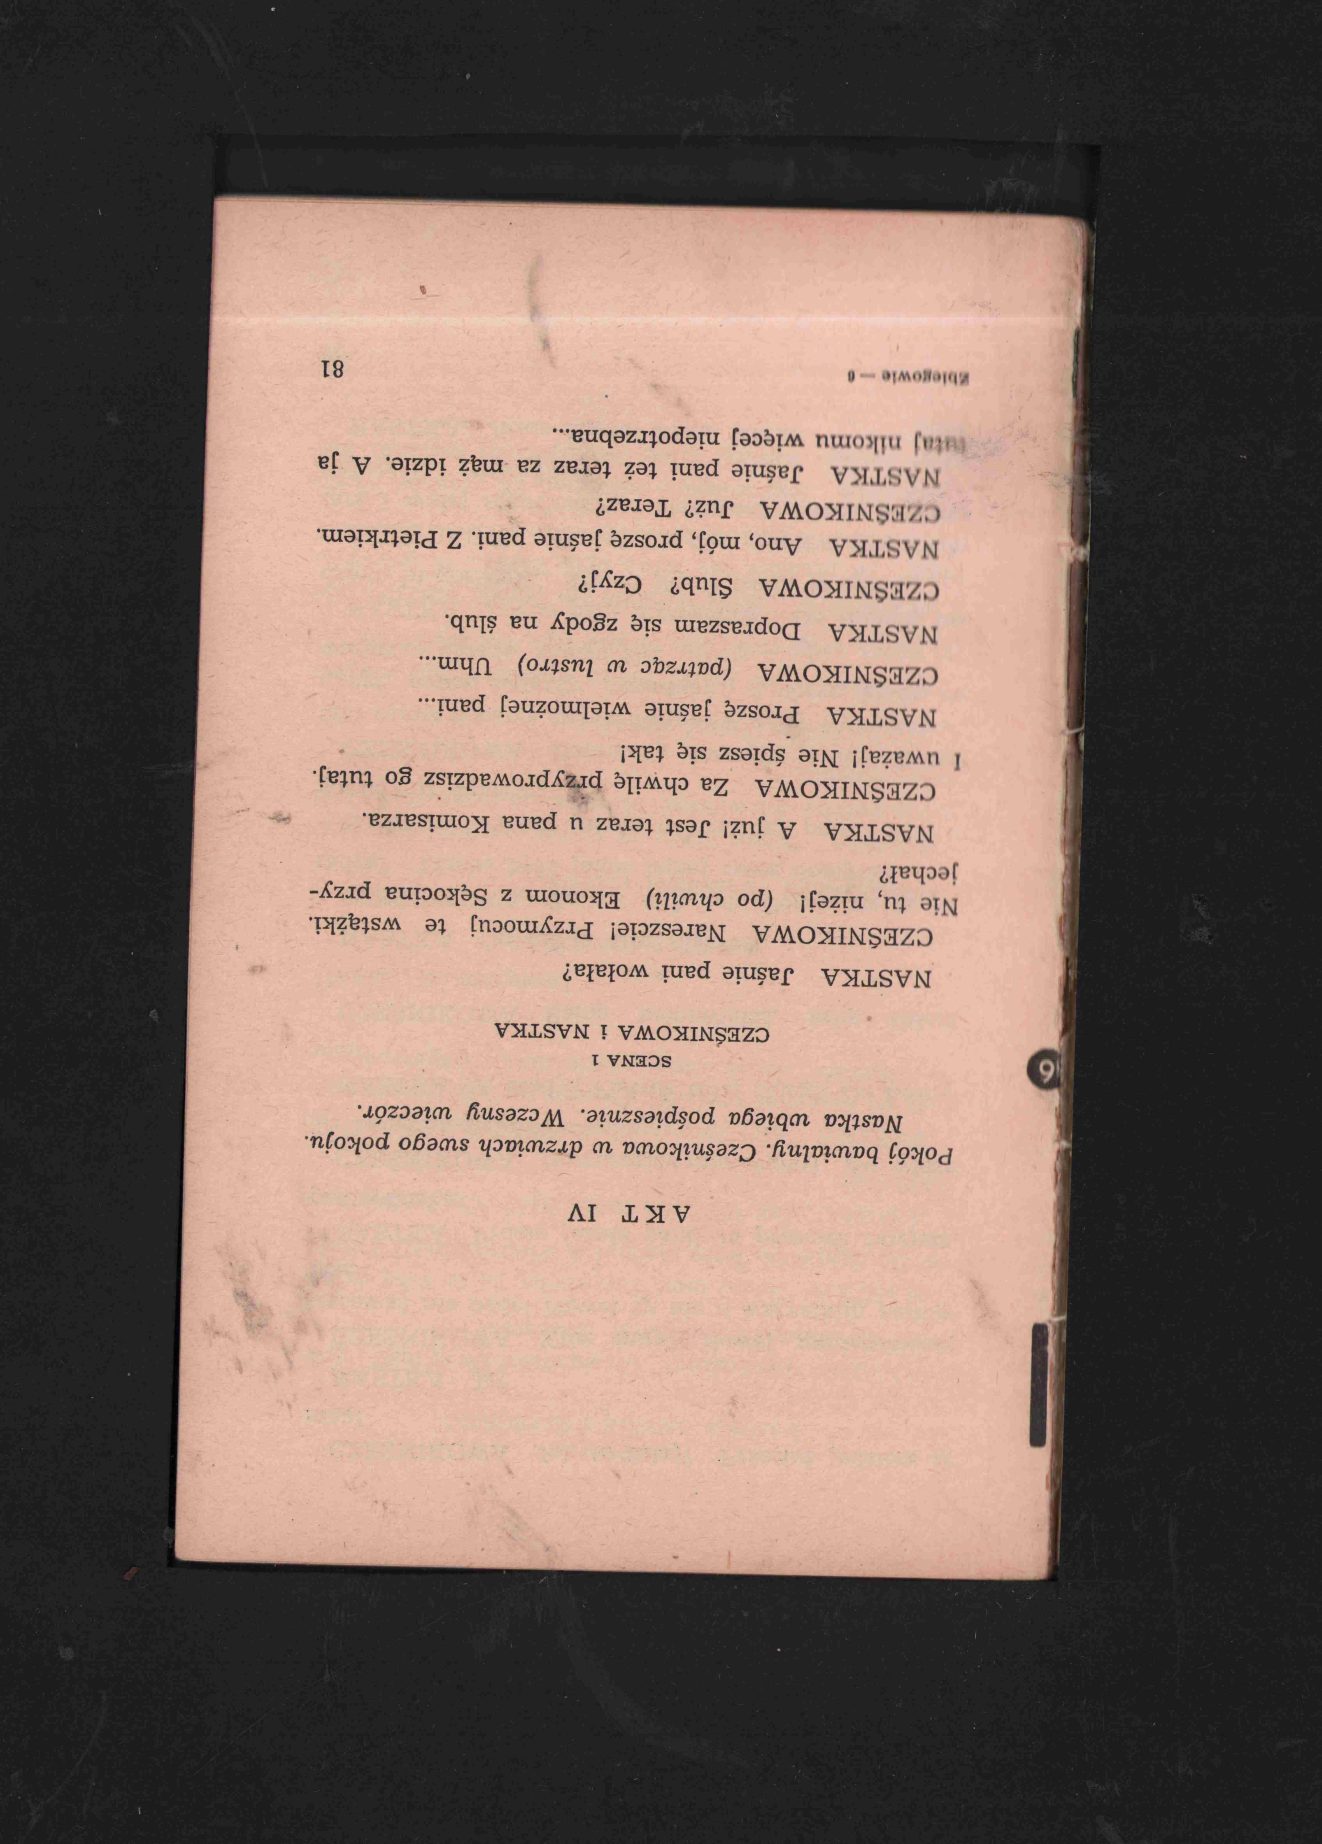 AKT IV
Pokój bawialny. Cześnikowa w drzwiach swego pokoju.
Nastka wbiega pośpiesznie. Wczesny wieczór.
6
SCENA 1
CZEŚNIKOWA i NASTKA
NASTKA Jaśnie pani wołała?
CZEŚNIKOWA Nareszcie! Przymocuj te wstążki.
Nie tu, niżej! (po chwili) Ekonom z Sękocina przy-
jechał?
NASTKA A już! Jest teraz u pana Komisarza.
CZEŚNIKOWA Za chwilę przyprowadzisz go tutaj.
I uważaj! Nie śpiesz się tak!
NASTKA Proszę jaśnie wielmożnej pani...
CZEŚNIKOWA (patrząc w lustro) Uhm...
NASTKA Dopraszam się zgody na ślub.
CZEŚNIKOWA Ślub? Czyj?
NASTKA Ano, mój, proszę jaśnie pani. Z Pietrkiem.
CZEŚNIKOWA Już? Teraz?
NASTKA Jaśnie pani też teraz za mąż idzie. A ja
tutaj nikomu więcej niepotrzebna...
Zbiegowie — 6
81